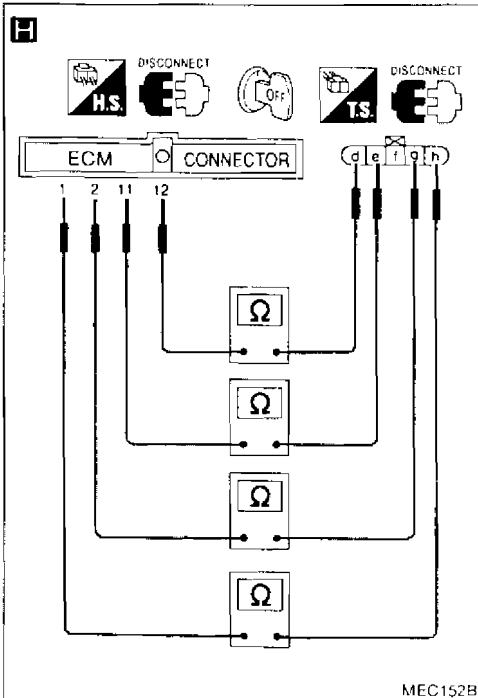 H
DISCONNECT
H.S.
OFF
DISCONNECT
T.S.
ECM CONNECTOR
d e f g h
1 2 11 12
Ω
Ω
Ω
Ω
MEC152B